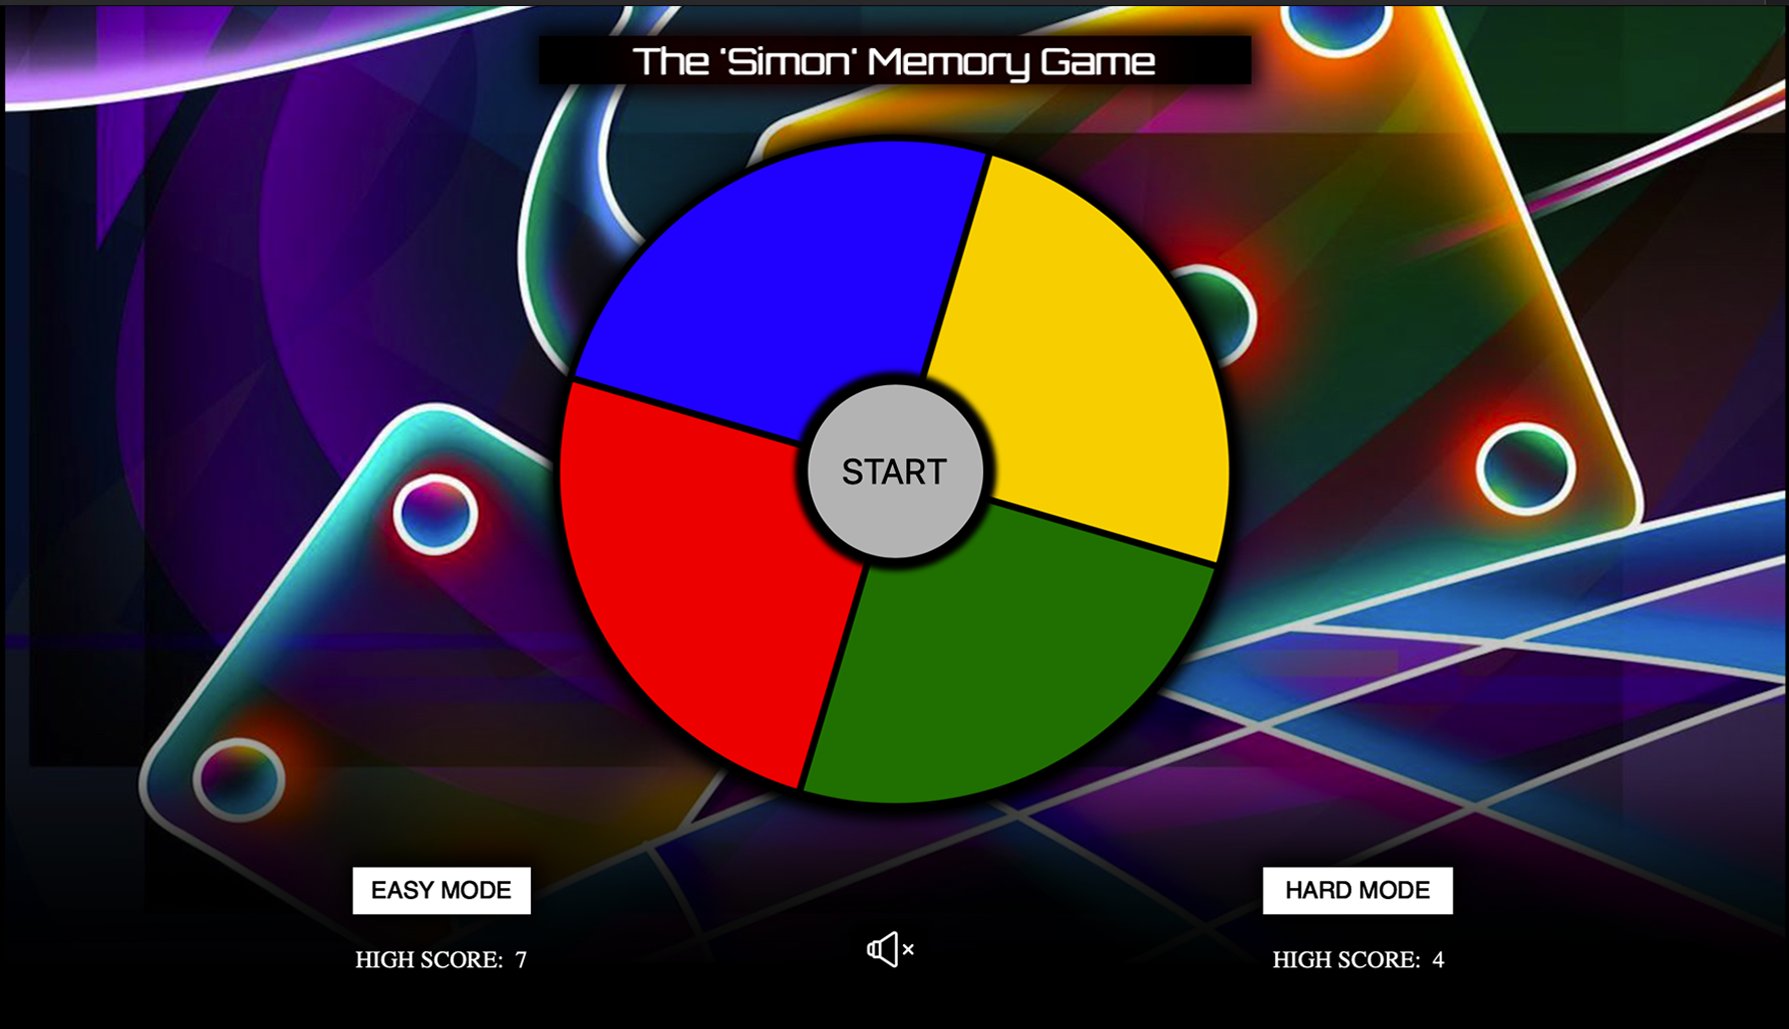 The 'Simon' Memory Game
START
EASY MODE
HARD MODE
HIGH SCORE: 7
HIGH SCORE: 4